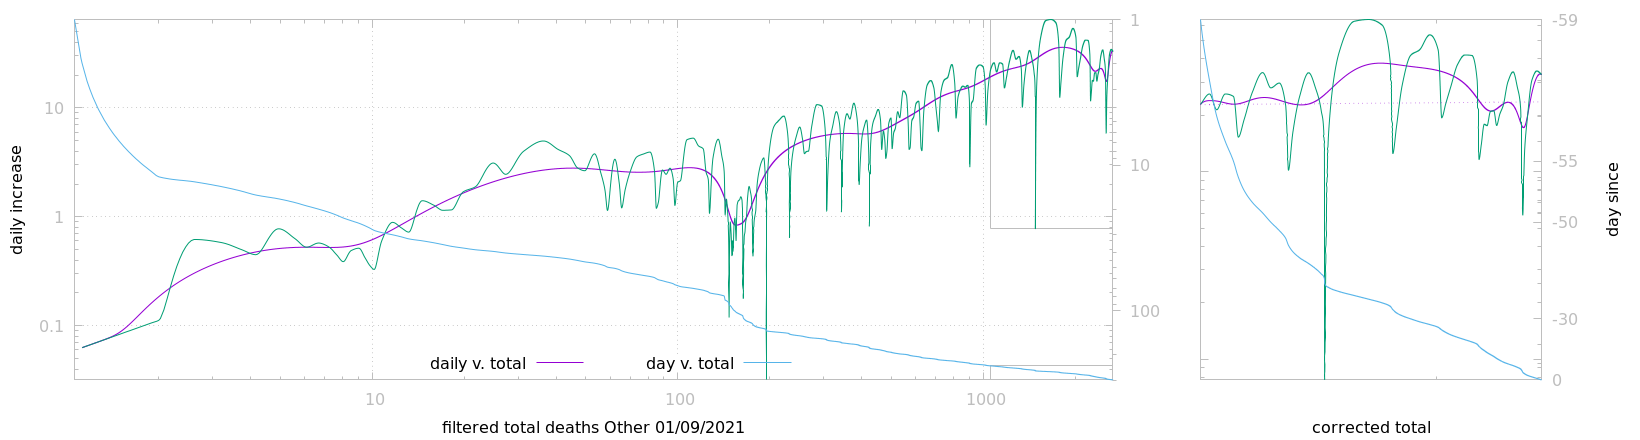 1
-59
10
10
-55
-50
daily increase
day since
1
0.1
100
-30
daily v. total
day v. total
0
10
100
1000
filtered total deaths Other 01/09/2021
corrected total